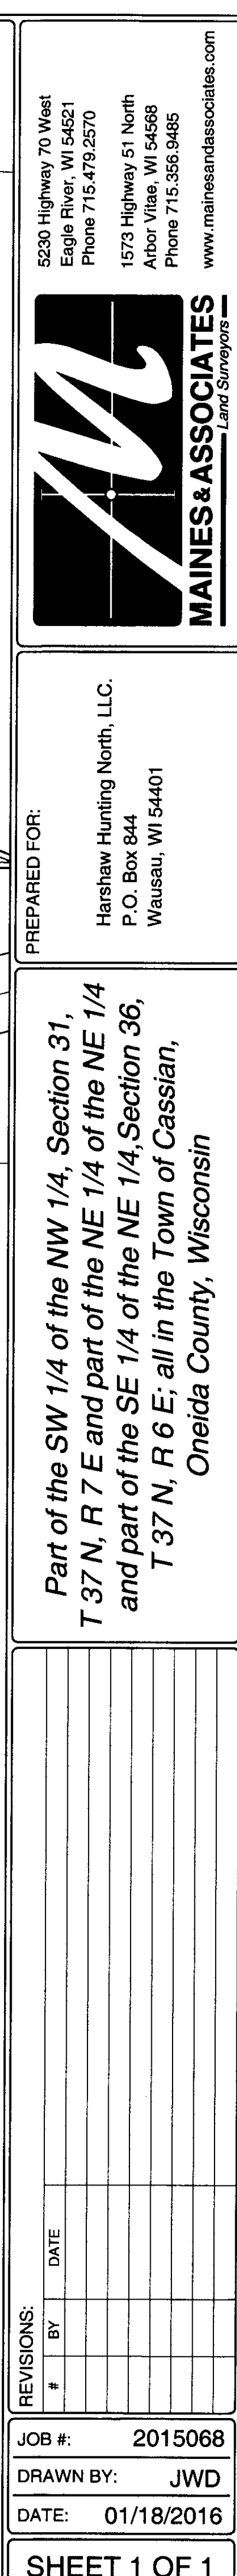 5230 Highway 70 West
Eagle River, WI 54521
Phone 715.479.2570
1573 Highway 51 North
Arbor Vitae, WI 54568
Phone 715.356.9485
www.mainesandassociates.com
m
MAINES & ASSOCIATES
Land Surveyors
PREPARED FOR:
Harshaw Hunting North, LLC.
P.O. Box 844
Wausau, WI 54401
Part of the SW 1/4 of the NW 1/4, Section 31,
T 37 N, R 7 E and part of the NE 1/4 of the NE 1/4
and part of the SE 1/4 of the NE 1/4,Section 36,
T 37 N, R 6 E; all in the Town of Cassian,
Oneida County, Wisconsin
REVISIONS:
# BY DATE
JOB #: 2015068
DRAWN BY: JWD
DATE: 01/18/2016
SHEET 1 OF 1